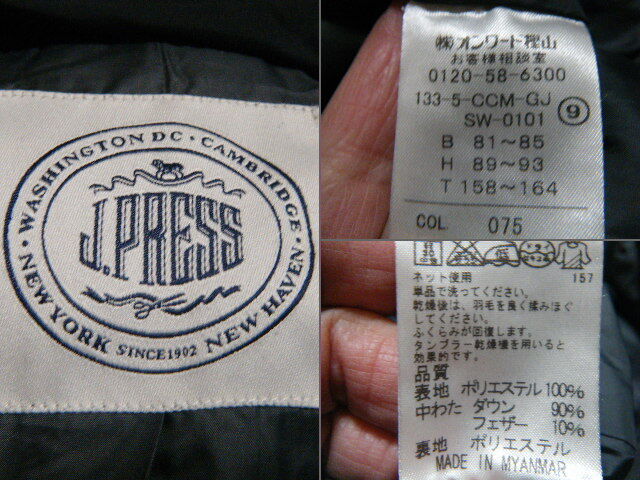 WASHINGTON DC · CAMBRIDGE · NEW HAVEN · NEW YORK ·
J.PRESS
SINCE 1902
㈱オンワード樫山
お客様相談室
0120-58-6300
133-5-CCM-GJ
SW-0101 ⑨
B 81~85
H 89~93
T 158~164
COL. 075
ネット使用 157
単品で洗ってください。
乾燥後は、羽毛を良く揉みほぐ
してください。
ふくらみが回復します。
タンブラー乾燥機を用いると
効果的です。
品質
表地 ポリエステル 100%
中わた ダウン 90%
フェザー 10%
裏地 ポリエステル
MADE IN MYANMAR